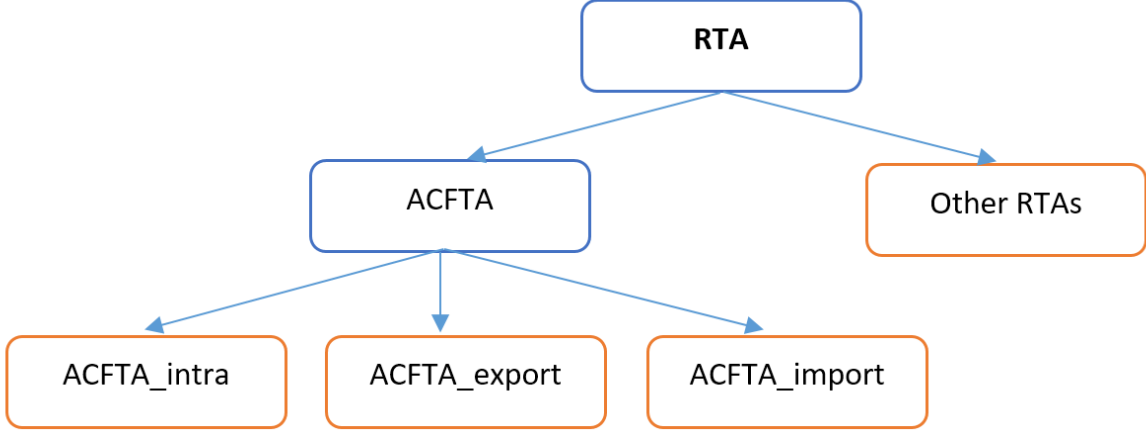 RTA
ACFTA
Other RTAs
ACFTA_intra
ACFTA_export
ACFTA_import